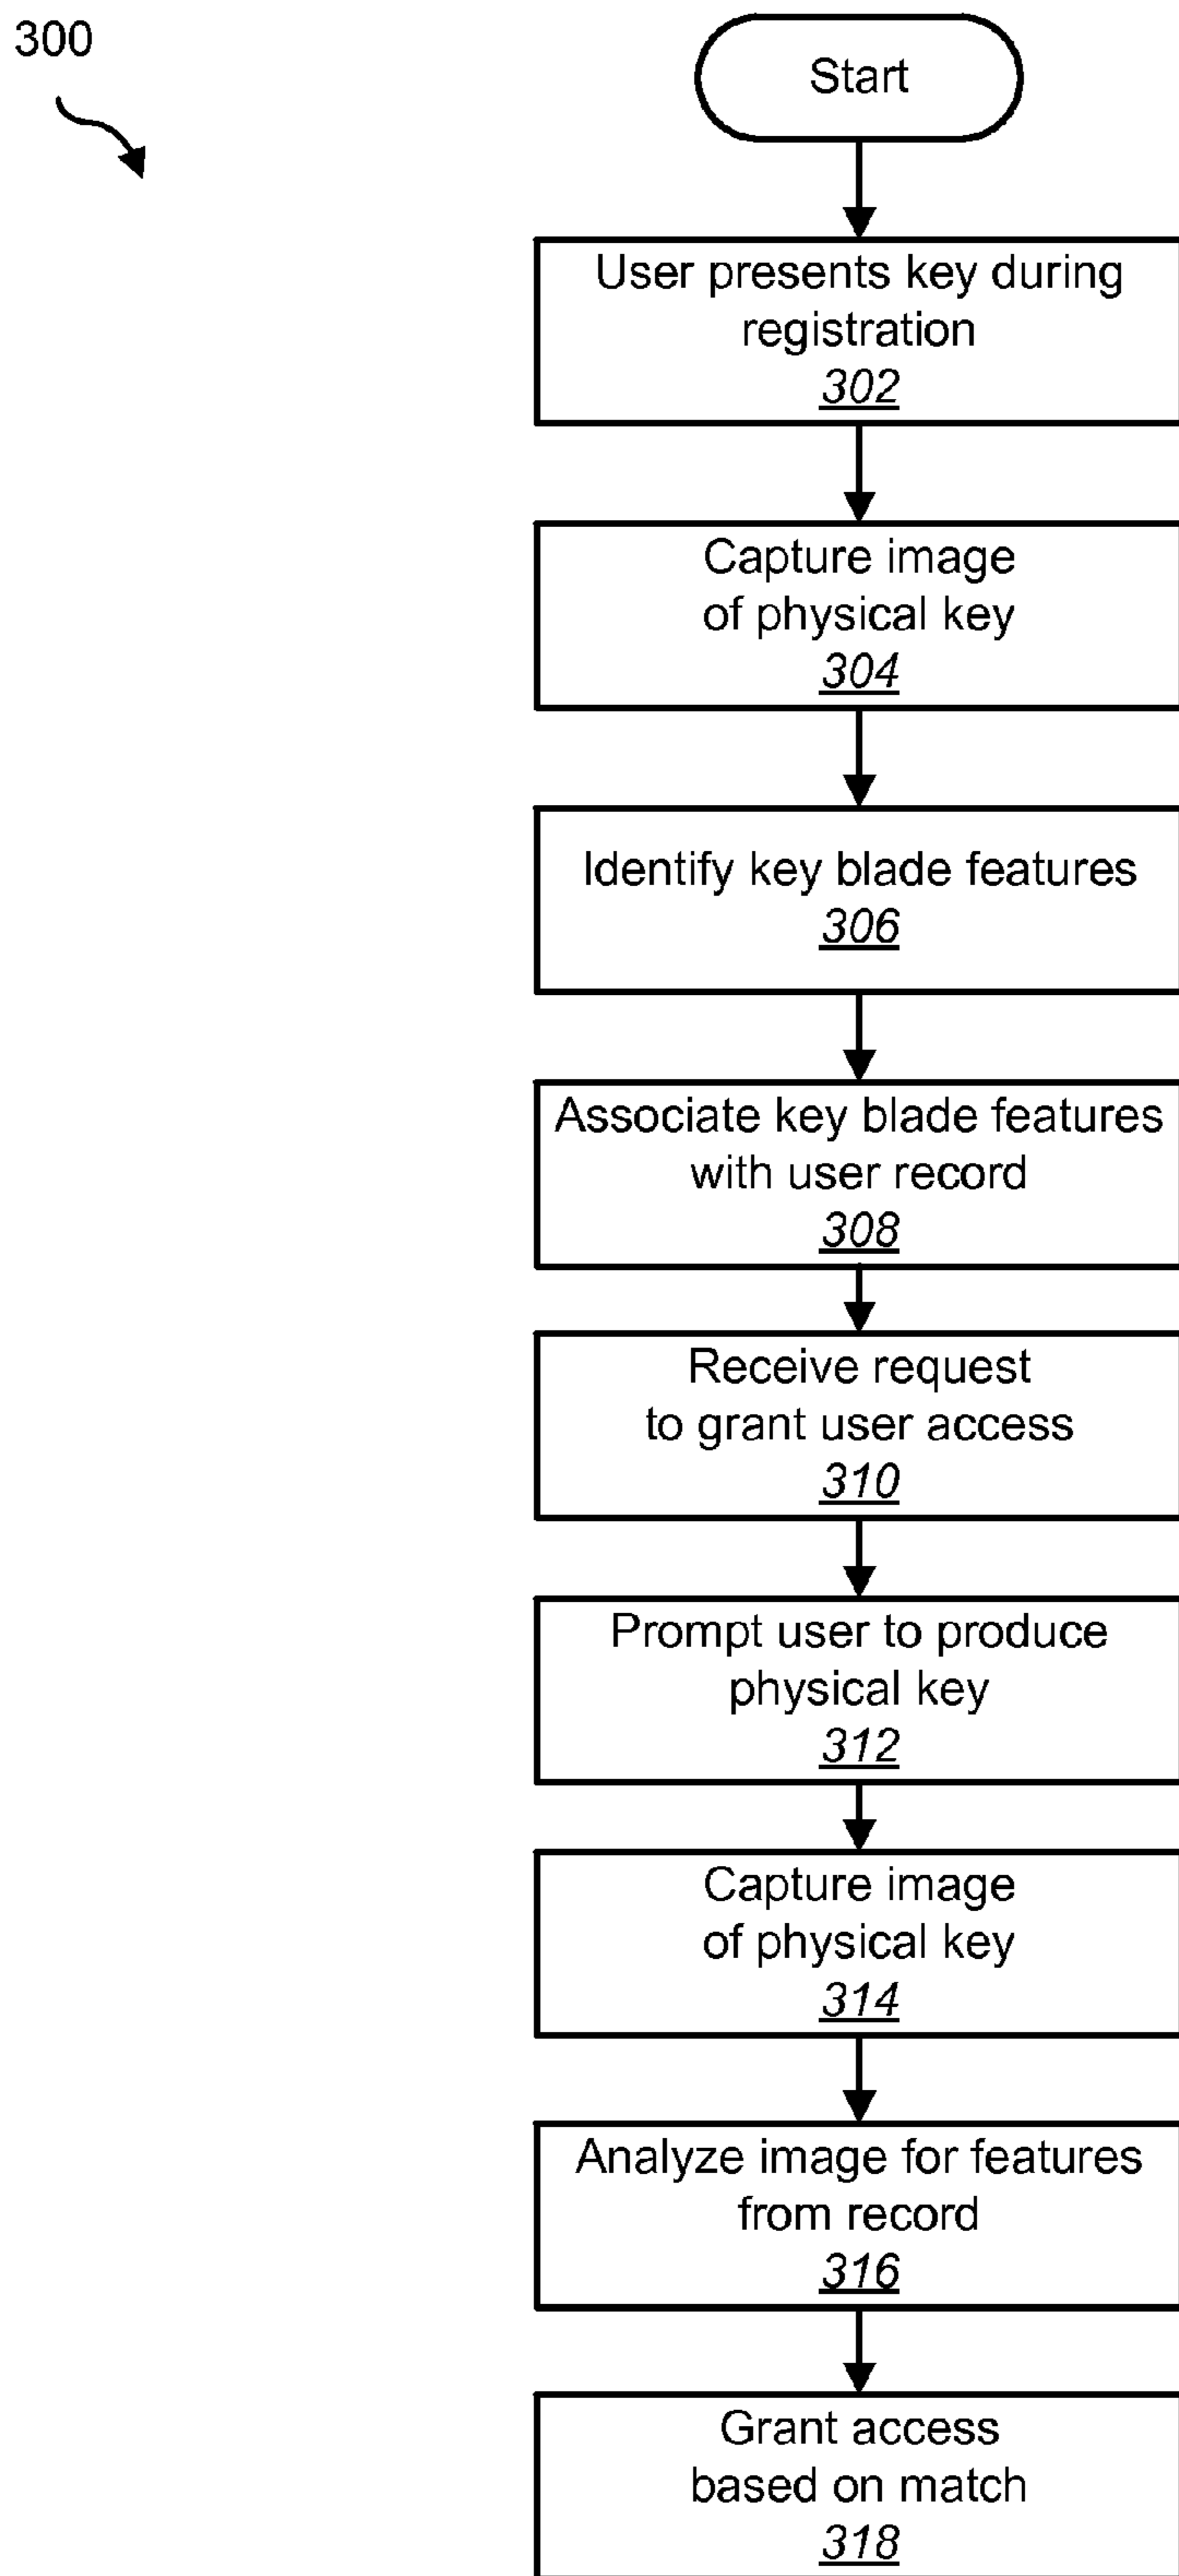 300
Start
User presents key during
registration
302
Capture image
of physical key
304
Identify key blade features
306
Associate key blade features
with user record
308
Receive request
to grant user access
310
Prompt user to produce
physical key
312
Capture image
of physical key
314
Analyze image for features
from record
316
Grant access
based on match
318